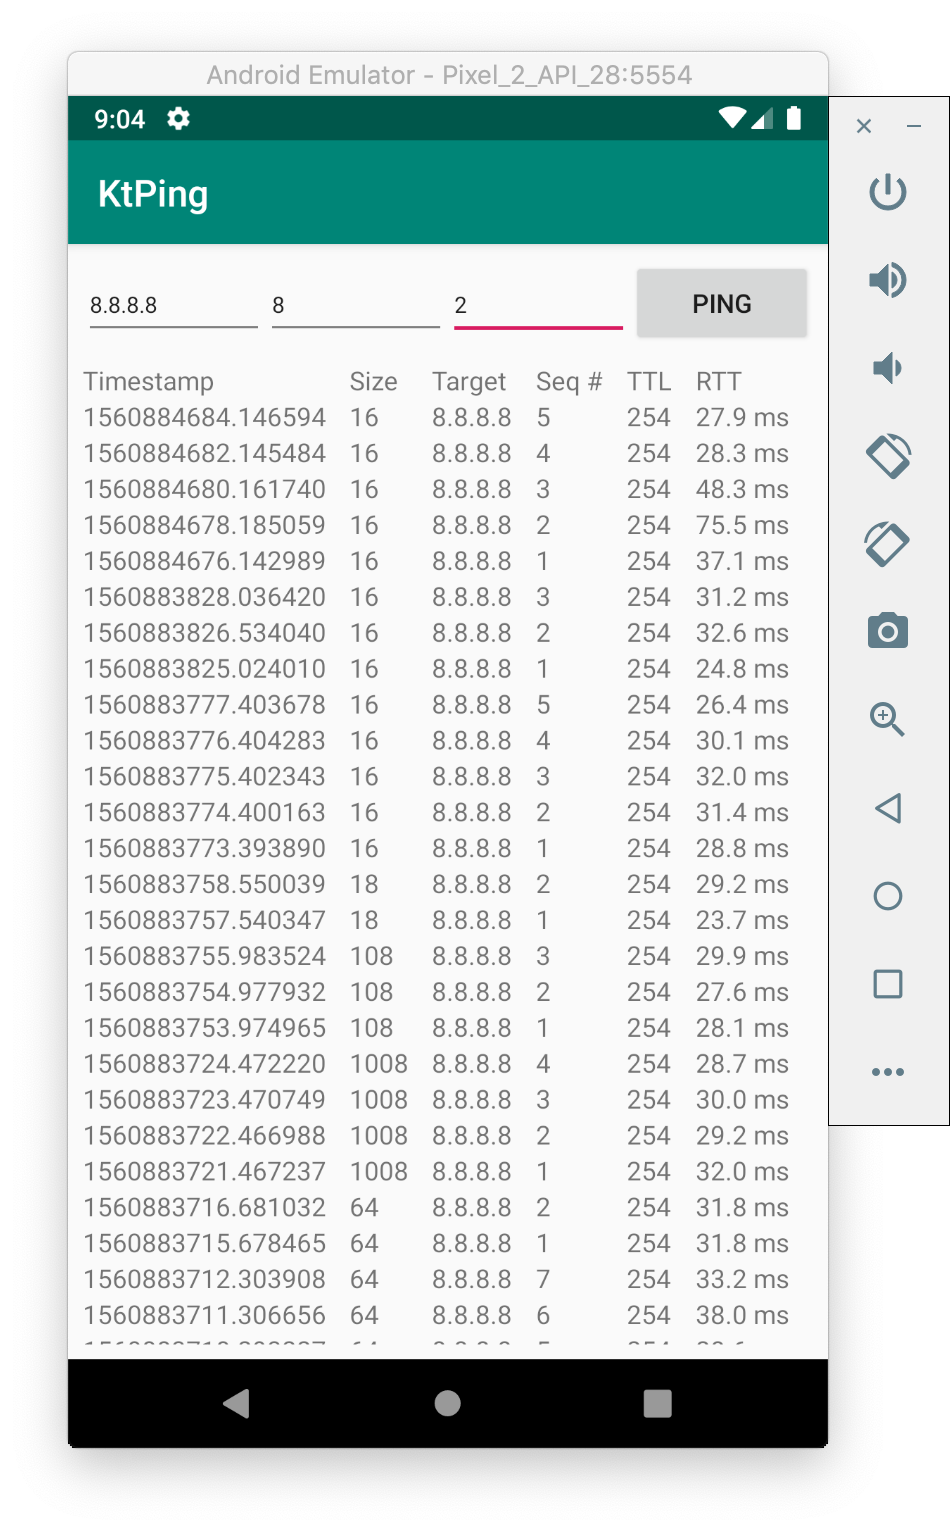 Android Emulator - Pixel_2_API_28:5554
9:04
KtPing
8.8.8.8 8 2 PING
Timestamp Size Target Seq # TTL RTT
1560884684.146594 16 8.8.8.8 5 254 27.9 ms
1560884682.145484 16 8.8.8.8 4 254 28.3 ms
1560884680.161740 16 8.8.8.8 3 254 48.3 ms
1560884678.185059 16 8.8.8.8 2 254 75.5 ms
1560884676.142989 16 8.8.8.8 1 254 37.1 ms
1560883828.036420 16 8.8.8.8 3 254 31.2 ms
1560883826.534040 16 8.8.8.8 2 254 32.6 ms
1560883825.024010 16 8.8.8.8 1 254 24.8 ms
1560883777.403678 16 8.8.8.8 5 254 26.4 ms
1560883776.404283 16 8.8.8.8 4 254 30.1 ms
1560883775.402343 16 8.8.8.8 3 254 32.0 ms
1560883774.400163 16 8.8.8.8 2 254 31.4 ms
1560883773.393890 16 8.8.8.8 1 254 28.8 ms
1560883758.550039 18 8.8.8.8 2 254 29.2 ms
1560883757.540347 18 8.8.8.8 1 254 23.7 ms
1560883755.983524 108 8.8.8.8 3 254 29.9 ms
1560883754.977932 108 8.8.8.8 2 254 27.6 ms
1560883753.974965 108 8.8.8.8 1 254 28.1 ms
1560883724.472220 1008 8.8.8.8 4 254 28.7 ms
1560883723.470749 1008 8.8.8.8 3 254 30.0 ms
1560883722.466988 1008 8.8.8.8 2 254 29.2 ms
1560883721.467237 1008 8.8.8.8 1 254 32.0 ms
1560883716.681032 64 8.8.8.8 2 254 31.8 ms
1560883715.678465 64 8.8.8.8 1 254 31.8 ms
1560883712.303908 64 8.8.8.8 7 254 33.2 ms
1560883711.306656 64 8.8.8.8 6 254 38.0 ms